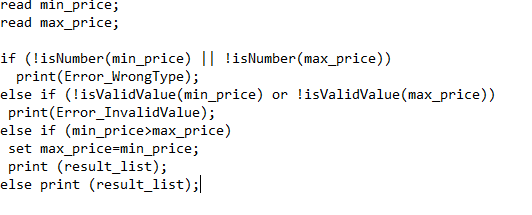 read min_price;
read max_price;

if (!isNumber(min_price) || !isNumber(max_price))
  print(Error_WrongType);
else if (!isValidValue(min_price) or !isValidValue(max_price))
 print(Error_InvalidValue);
else if (min_price>max_price)
 set max_price=min_price;
 print (result_list);
else print (result_list);